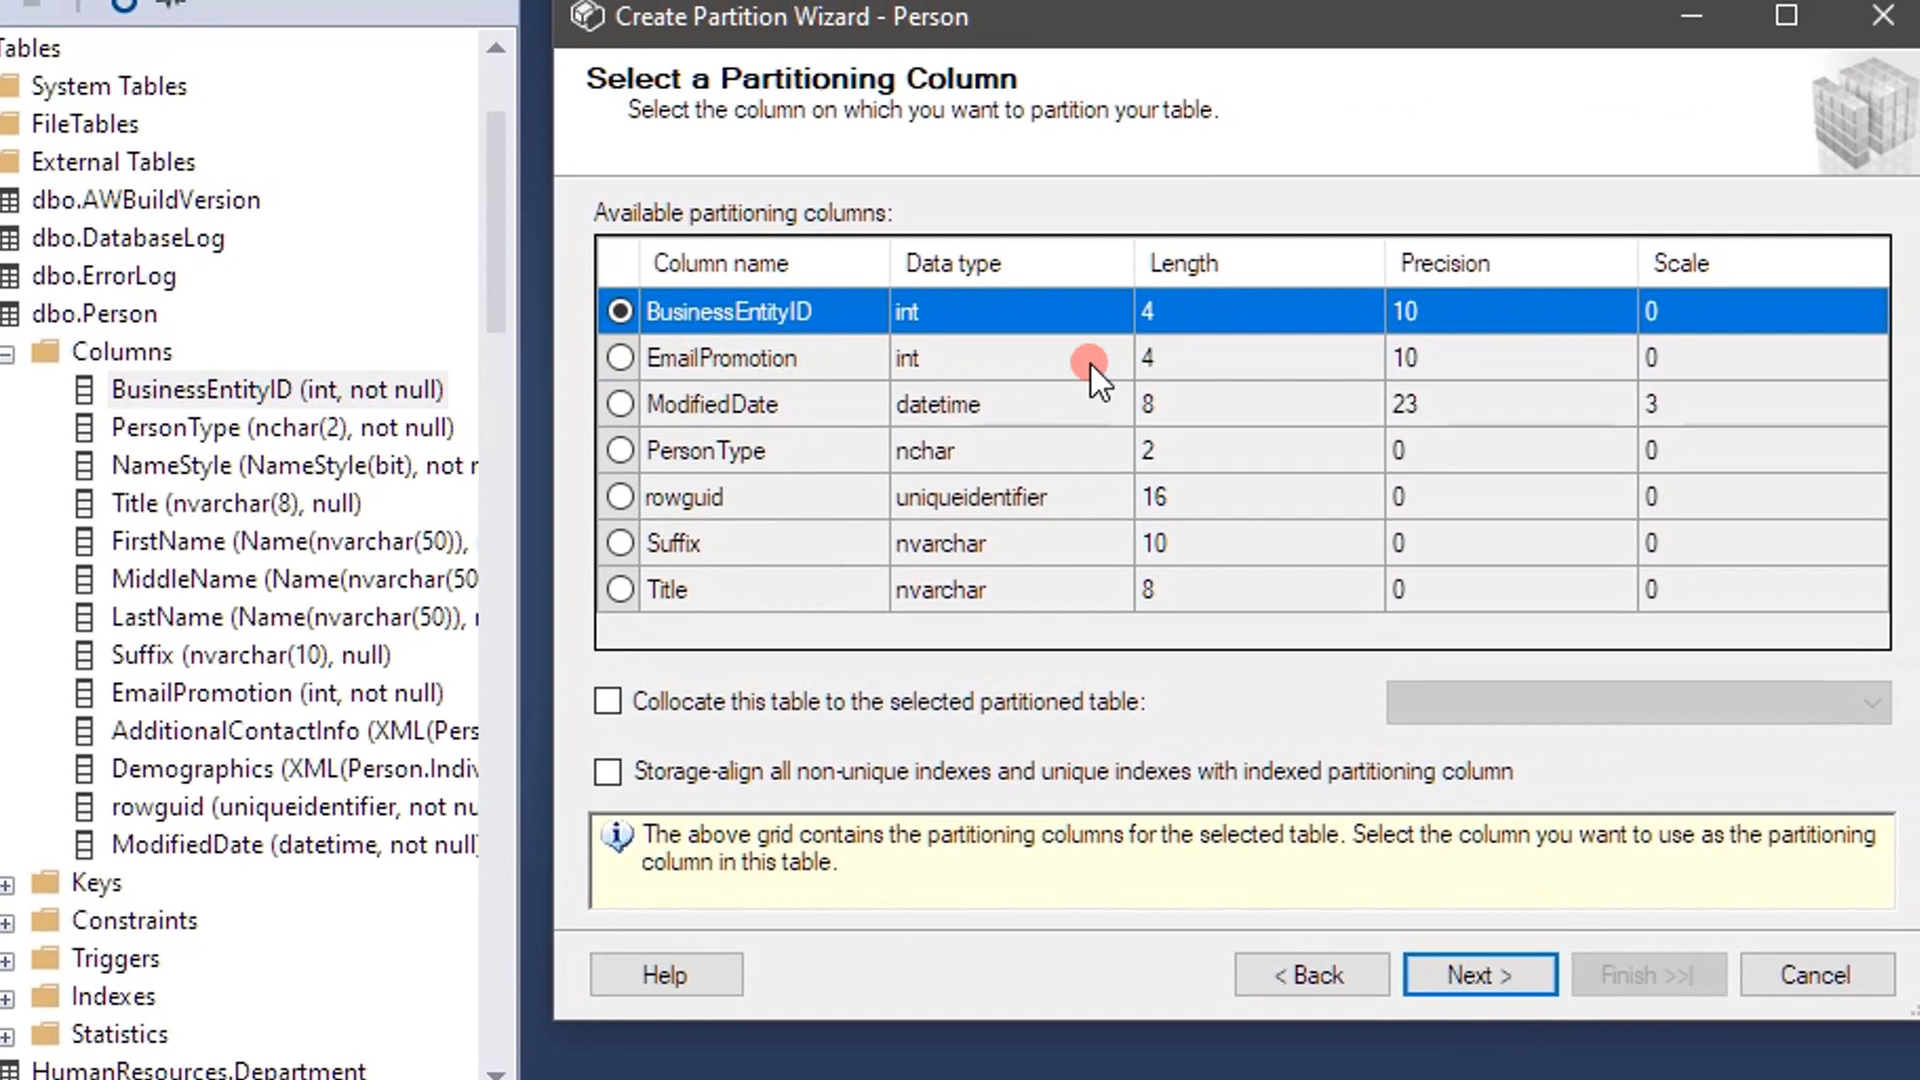 Tables
System Tables
FileTables
External Tables
dbo.AWBuildVersion
dbo.DatabaseLog
dbo.ErrorLog
dbo.Person
Columns
BusinessEntityID (int, not null)
PersonType (nchar(2), not null)
NameStyle (NameStyle(bit), not r
Title (nvarchar(8), null)
FirstName (Name(nvarchar(50)),
MiddleName (Name(nvarchar(50
LastName (Name(nvarchar(50)), r
Suffix (nvarchar(10), null)
EmailPromotion (int, not null)
AdditionalContactInfo (XML(Pers
Demographics (XML(Person.Indiv
rowguid (uniqueidentifier, not nu
ModifiedDate (datetime, not null)
Keys
Constraints
Triggers
Indexes
Statistics
HumanResources.Department
Create Partition Wizard - Person
Select a Partitioning Column
Select the column on which you want to partition your table.
Available partitioning columns:
Column name Data type Length Precision Scale
BusinessEntityID int 4 10 0
EmailPromotion int 4 10 0
ModifiedDate datetime 8 23 3
PersonType nchar 2 0 0
rowguid uniqueidentifier 16 0 0
Suffix nvarchar 10 0 0
Title nvarchar 8 0 0
Collocate this table to the selected partitioned table:
Storage-align all non-unique indexes and unique indexes with indexed partitioning column
The above grid contains the partitioning columns for the selected table. Select the column you want to use as the partitioning
column in this table.
Help < Back Next > Finish >>| Cancel